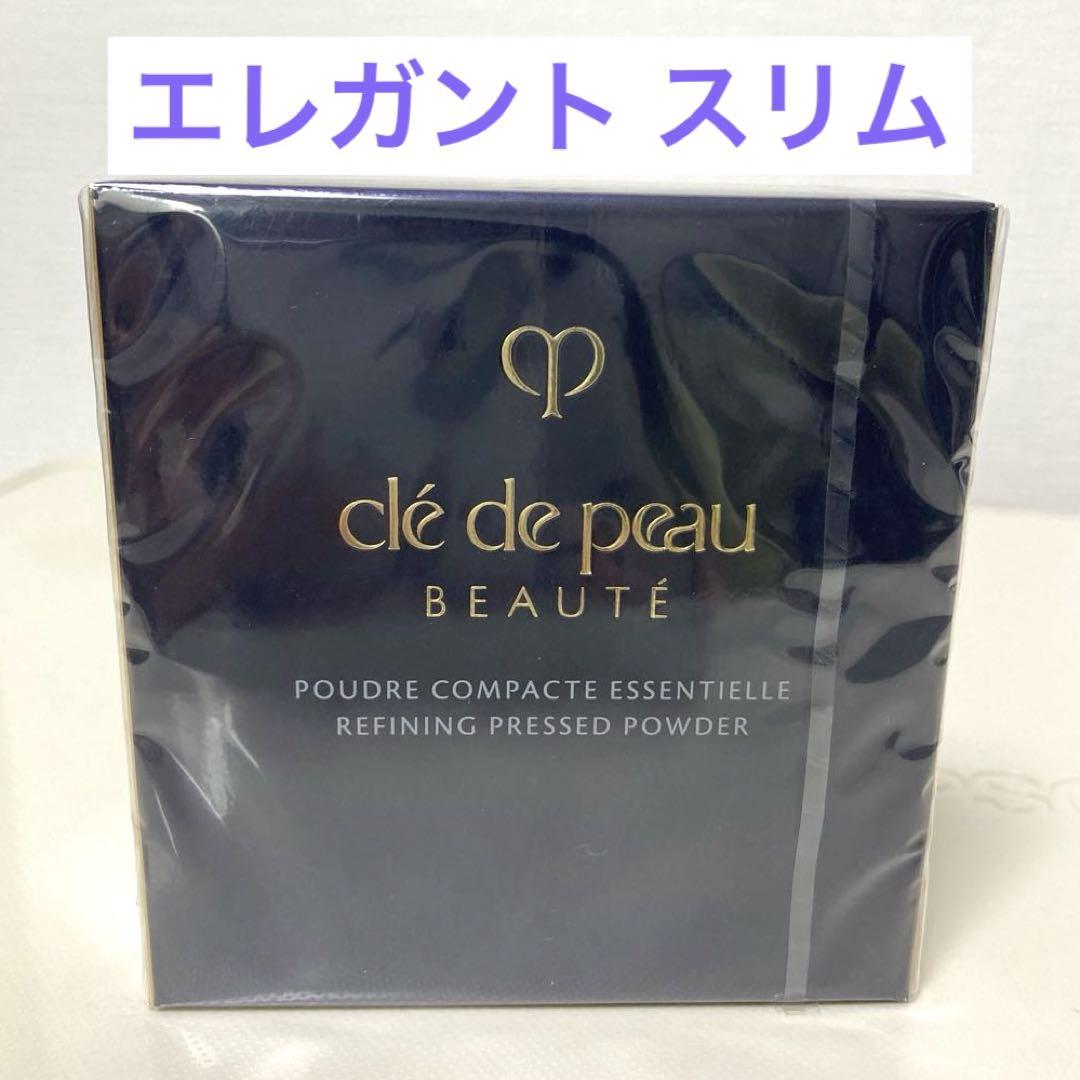 エレガント スリム
clé de peau
BEAUTÉ
POUDRE COMPACTE ESSENTIELLE
REFINING PRESSED POWDER